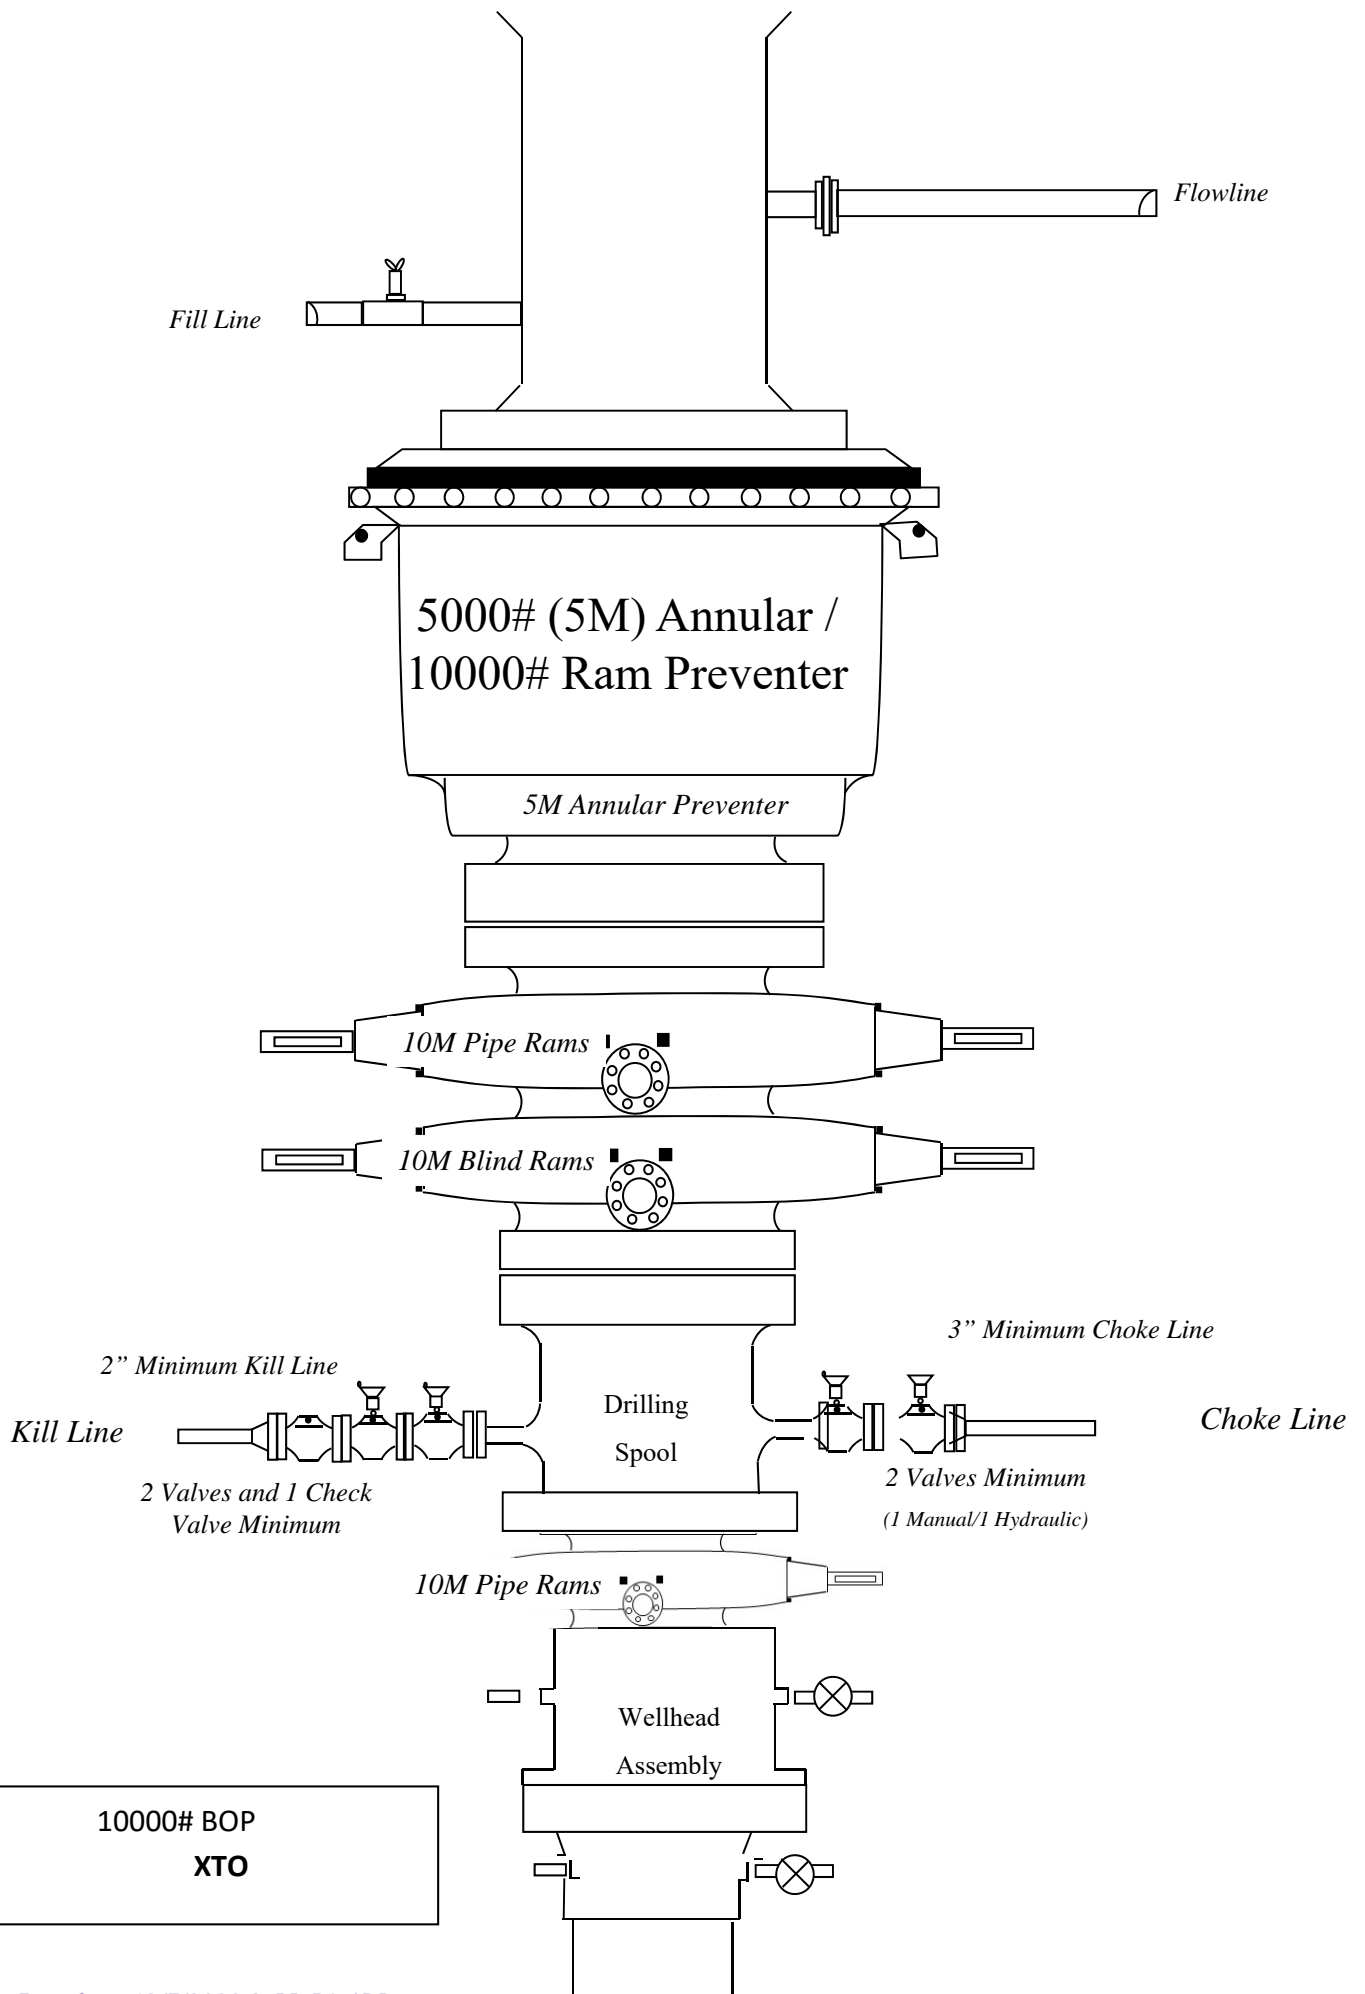 Flowline
Fill Line
5000# (5M) Annular /
10000# Ram Preventer
5M Annular Preventer
10M Pipe Rams
10M Blind Rams
3” Minimum Choke Line
2” Minimum Kill Line
Drilling
Spool
Kill Line
Choke Line
2 Valves and 1 Check
Valve Minimum
2 Valves Minimum
(1 Manual/1 Hydraulic)
10M Pipe Rams
Wellhead
Assembly
10000# BOP
XTO